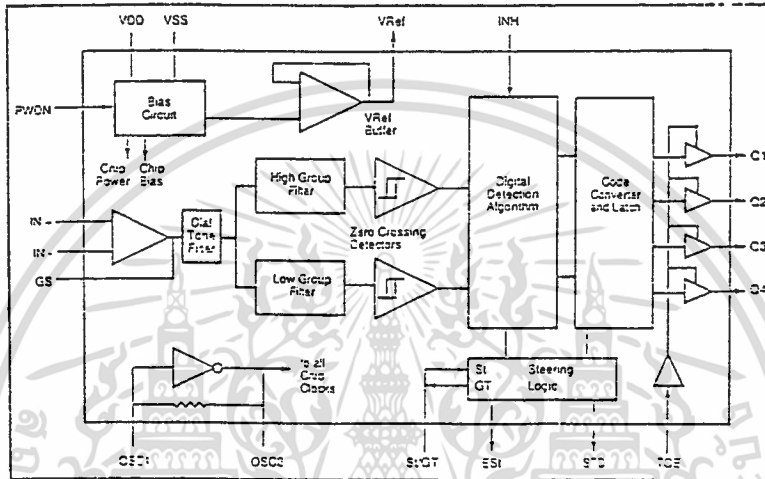 VDD VSS VRef INH
PWDN
Bias
Circuit
VRef
Buffer
Chip
Power
Chip
Bias
High Group
Filter
Digital
Detection
Algorithm
Code
Converter
and Latch
Q1
Q2
Q3
Q4
IN -
IN -
GS
Dial
Tone
Filter
Zero Crossing
Detectors
Low Group
Filter
to all
Chip
Clocks
St
GT
Steering
Logic
OSC1 OSC2 St/GT ESt STD TOE